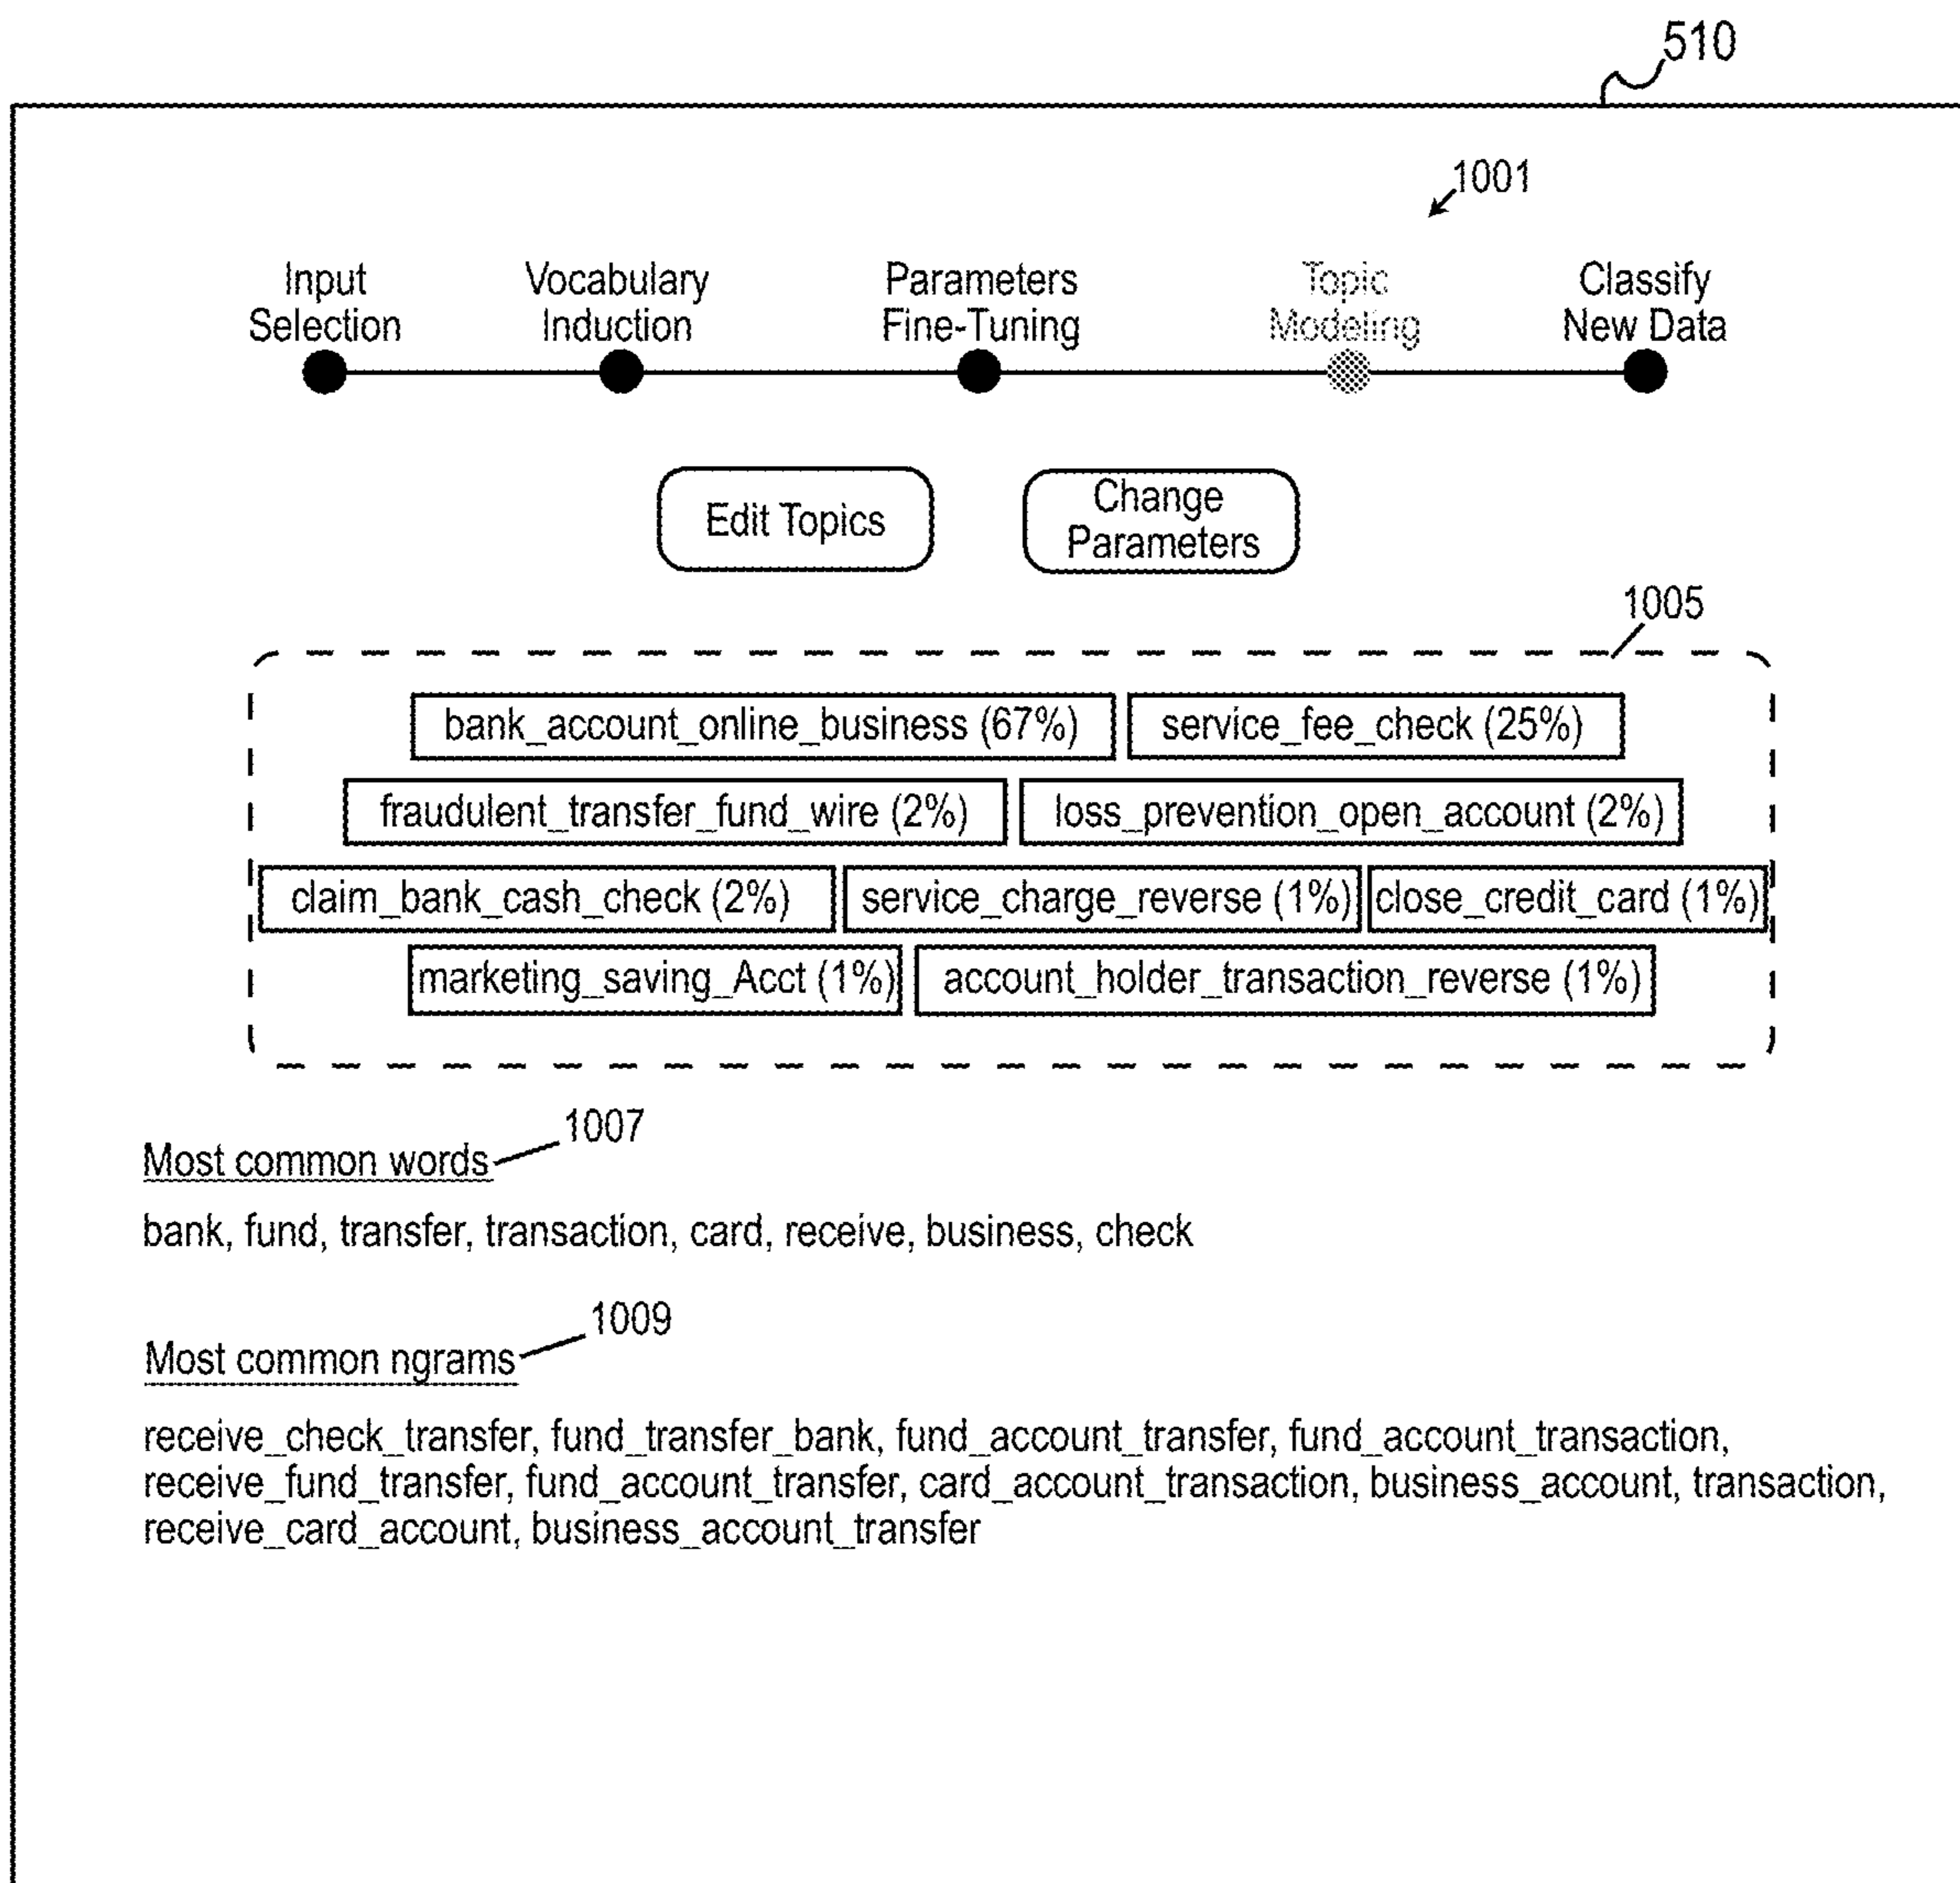 510
1001
Input Selection
Vocabulary Induction
Parameters Fine-Tuning
Topic Modeling
Classify New Data
Edit Topics
Change Parameters
1005
bank_account_online_business (67%) service_fee_check (25%)
fraudulent_transfer_fund_wire (2%) loss_prevention_open_account (2%)
claim_bank_cash_check (2%) service_charge_reverse (1%) close_credit_card (1%)
marketing_saving_Acct (1%) account_holder_transaction_reverse (1%)
1007
Most common words
bank, fund, transfer, transaction, card, receive, business, check
1009
Most common ngrams
receive_check_transfer, fund_transfer_bank, fund_account_transfer, fund_account_transaction,
receive_fund_transfer, fund_account_transfer, card_account_transaction, business_account, transaction,
receive_card_account, business_account_transfer